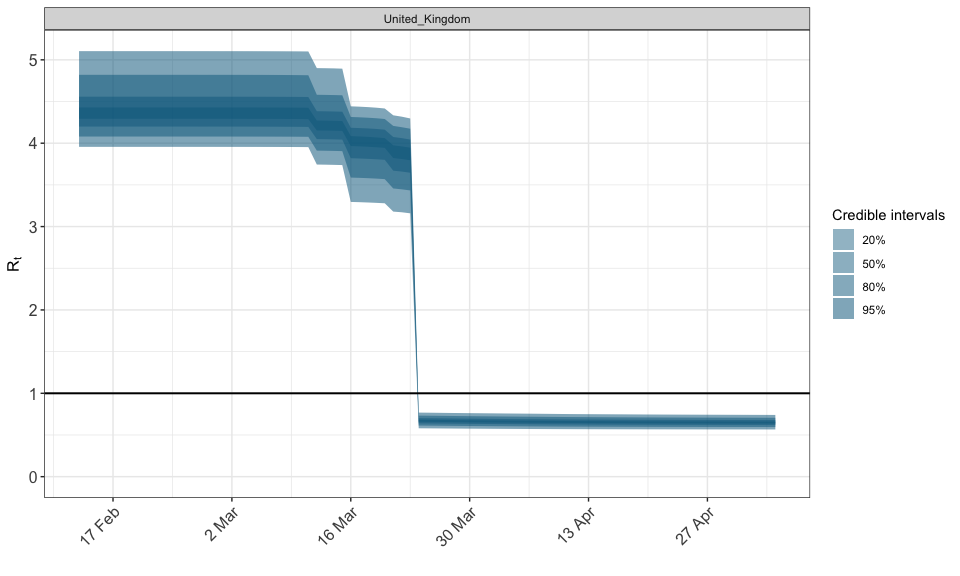 United_Kingdom
5
4
3
2
1
0
Rt
17 Feb
2 Mar
16 Mar
30 Mar
13 Apr
27 Apr
Credible intervals
20%
50%
80%
95%